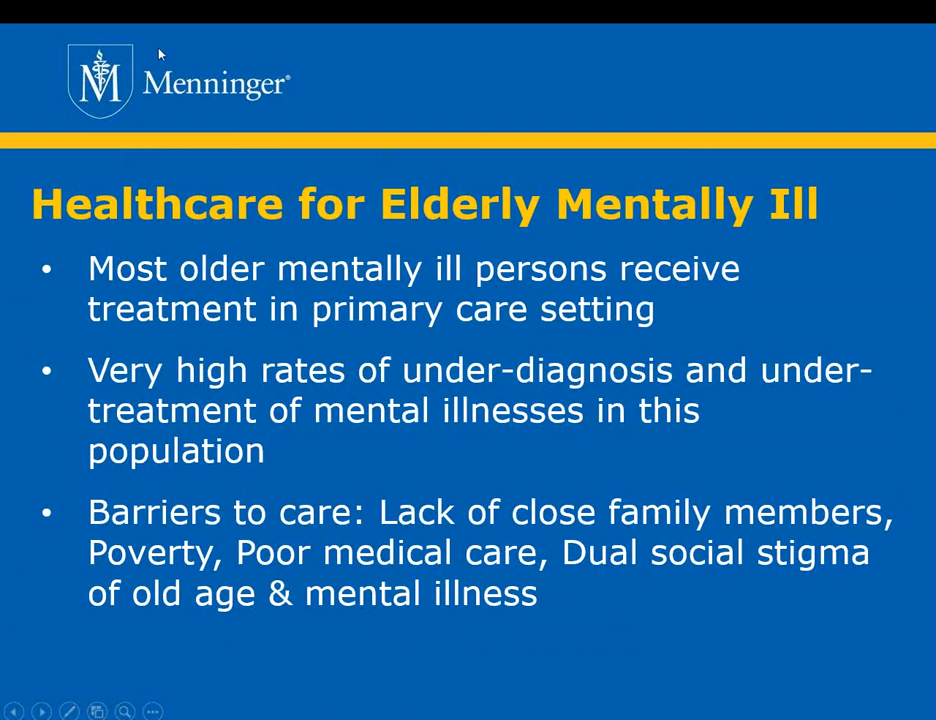 Menninger®
Healthcare for Elderly Mentally Ill
• Most older mentally ill persons receive
treatment in primary care setting
• Very high rates of under-diagnosis and under-
treatment of mental illnesses in this
population
• Barriers to care: Lack of close family members,
Poverty, Poor medical care, Dual social stigma
of old age & mental illness